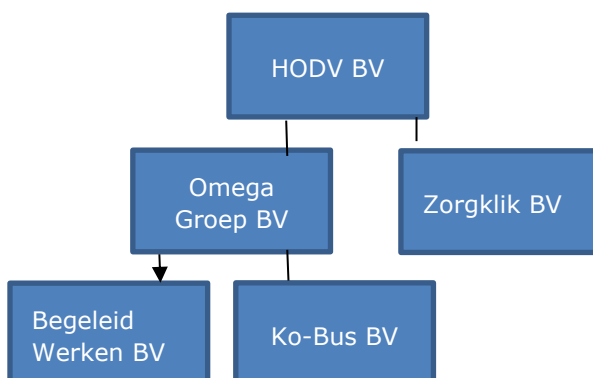 HODV BV
Omega
Groep BV
Zorgklik BV
Begeleid
Werken BV
Ko-Bus BV